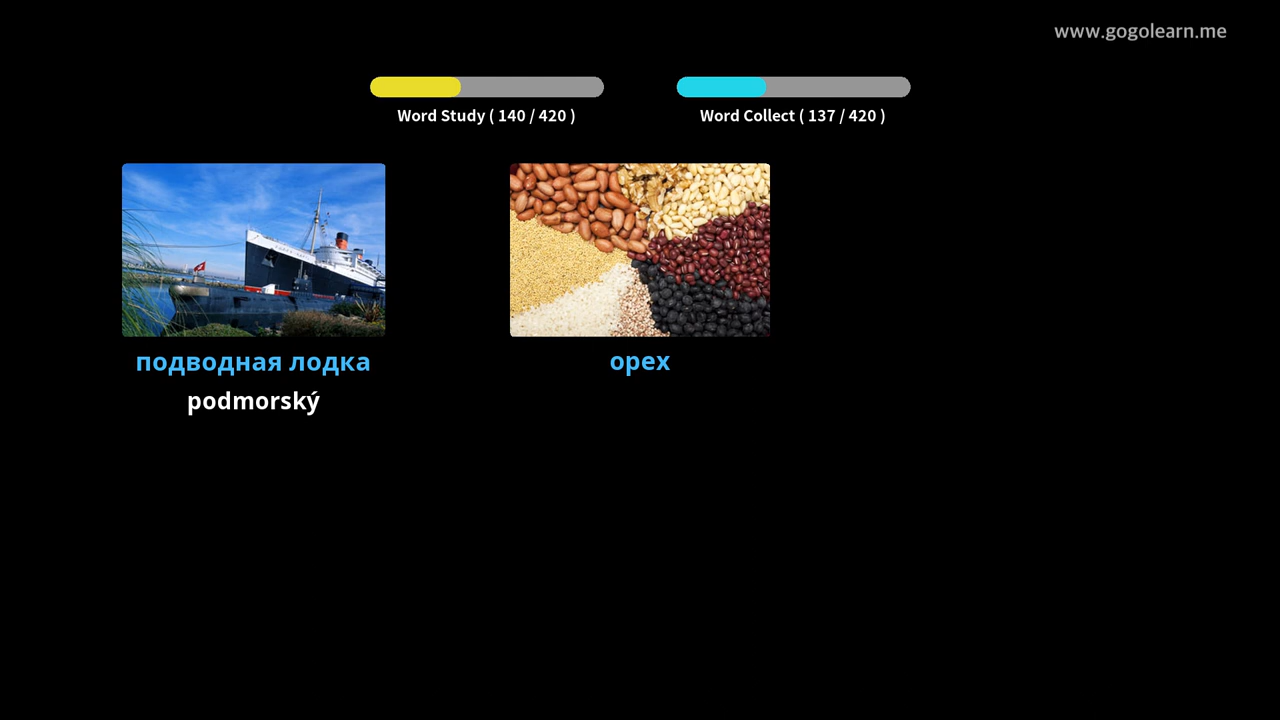 www.gogolearn.me
Word Study ( 140 / 420 )
Word Collect ( 137 / 420 )
подводная лодка
орех
podmorský